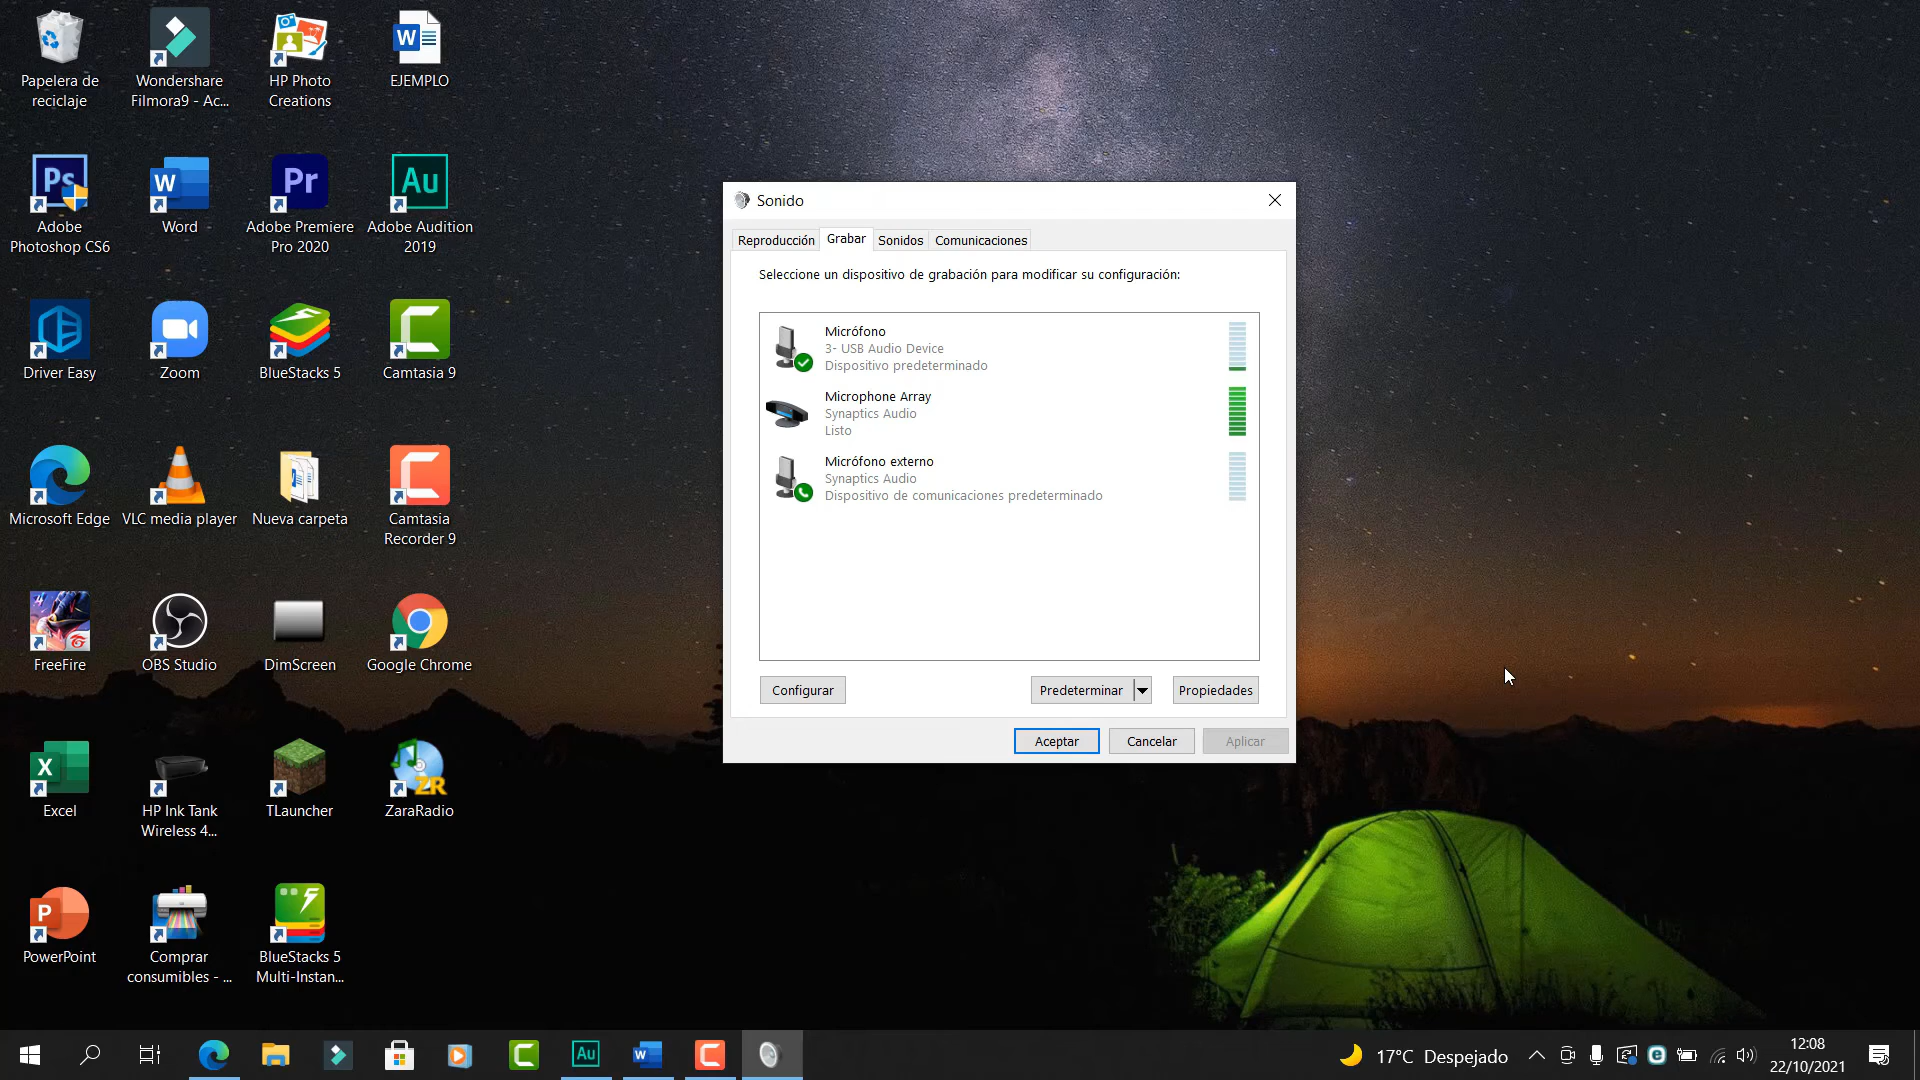 Papelera de
reciclaje
Wondershare
Filmora9 - Ac...
HP Photo
Creations
W
EJEMPLO
Ps
Adobe
Photoshop CS6
W
Word
Pr
Adobe Premiere
Pro 2020
Au
Adobe Audition
2019
Driver Easy
Zoom
BlueStacks 5
C
Camtasia 9
Microsoft Edge
VLC media player
Nueva carpeta
C
Camtasia
Recorder 9
FreeFire
OBS Studio
DimScreen
Google Chrome
X
Excel
HP Ink Tank
Wireless 4...
TLauncher
ZR
ZaraRadio
P
PowerPoint
Comprar
consumibles - ...
BlueStacks 5
Multi-Instan...
Sonido
Reproducción
Grabar
Sonidos
Comunicaciones
Seleccione un dispositivo de grabación para modificar su configuración:
Micrófono
3- USB Audio Device
Dispositivo predeterminado
Microphone Array
Synaptics Audio
Listo
Micrófono externo
Synaptics Audio
Dispositivo de comunicaciones predeterminado
Configurar
Predeterminar
Propiedades
Aceptar
Cancelar
Aplicar
C
Au
W
C
17°C Despejado
e
12:08
22/10/2021